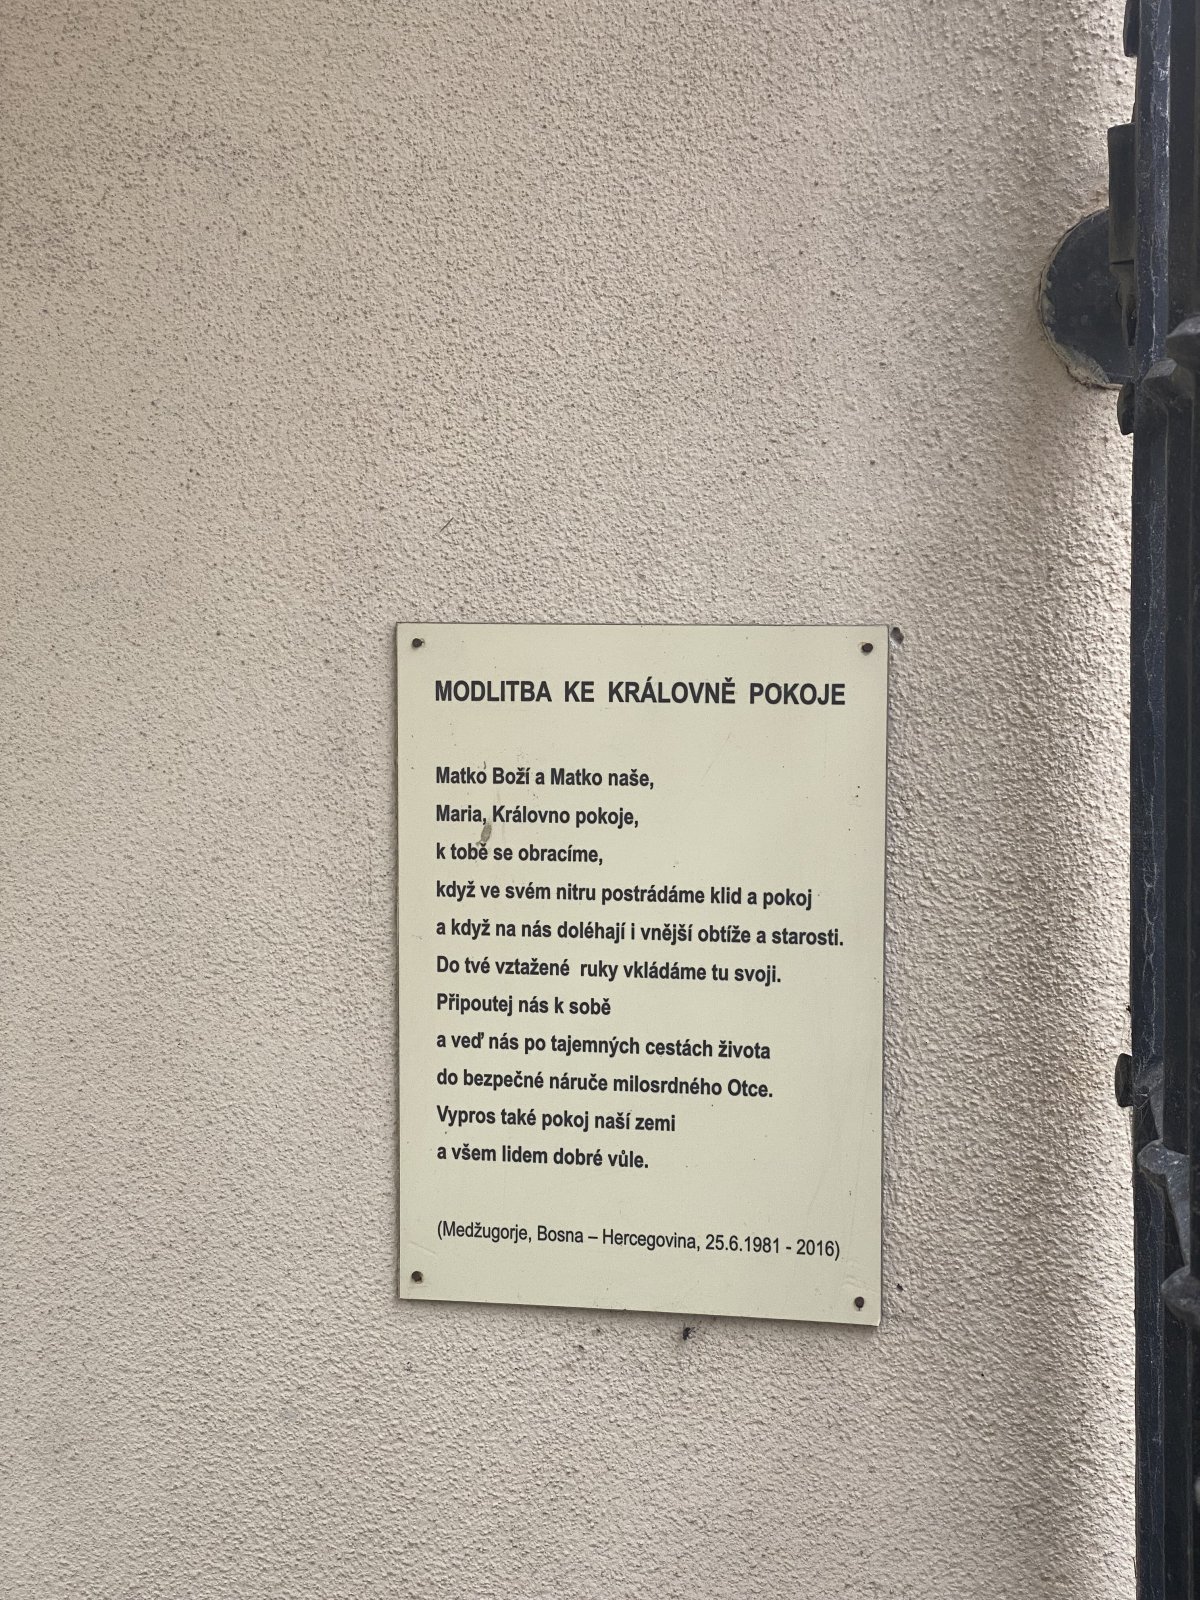 MODLITBA KE KRÁLOVNĚ POKOJE
Matko Boží a Matko naše,
Maria, Královno pokoje,
k tobě se obracíme,
když ve svém nitru postrádáme klid a pokoj
a když na nás doléhají i vnější obtíže a starosti.
Do tvé vztažené ruky vkládáme tu svoji.
Připoutej nás k sobě
a veď nás po tajemných cestách života
do bezpečné náruče milosrdného Otce.
Vypros také pokoj naší zemi
a všem lidem dobré vůle.
(Medžugorje, Bosna – Hercegovina, 25.6.1981 - 2016)